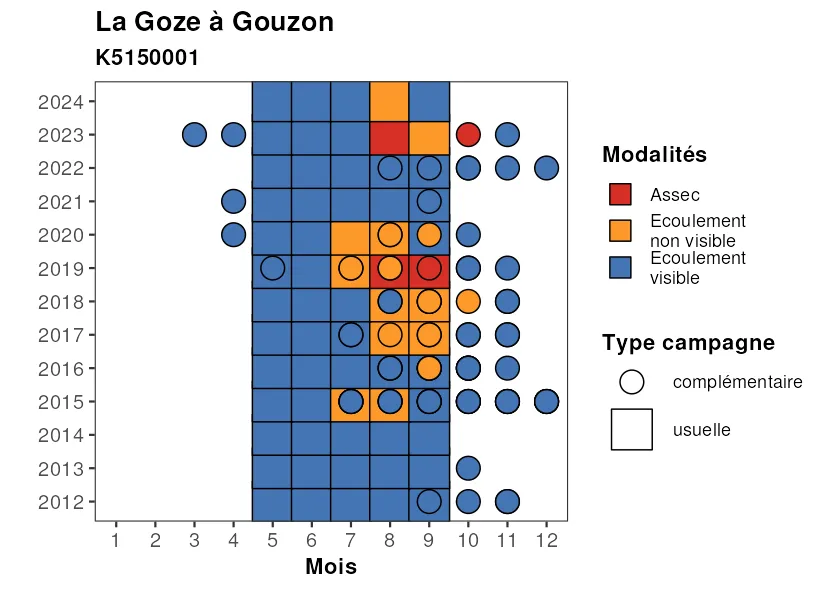 La Goze à Gouzon
K5150001
2024
2023
2022
2021
2020
2019
2018
2017
2016
2015
2014
2013
2012
1 2 3 4 5 6 7 8 9 10 11 12
Mois
Modalités
Assec
Ecoulement
non visible
Ecoulement
visible
Type campagne
complémentaire
usuelle